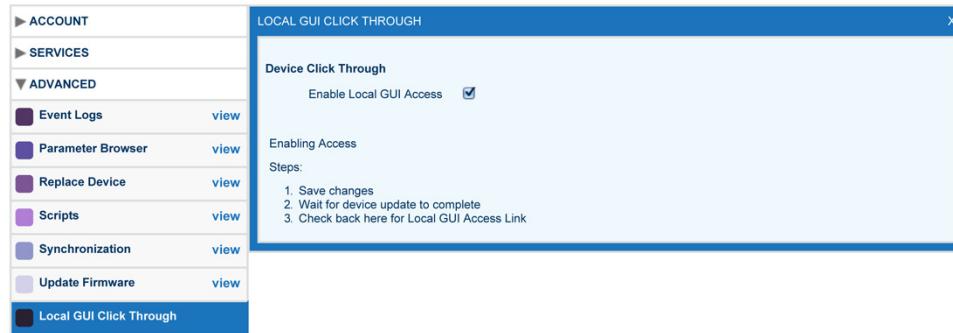 ACCOUNT
SERVICES
ADVANCED
Event Logs view
Parameter Browser view
Replace Device view
Scripts view
Synchronization view
Update Firmware view
Local GUI Click Through
LOCAL GUI CLICK THROUGH X
Device Click Through
Enable Local GUI Access
Enabling Access
Steps:
1. Save changes
2. Wait for device update to complete
3. Check back here for Local GUI Access Link